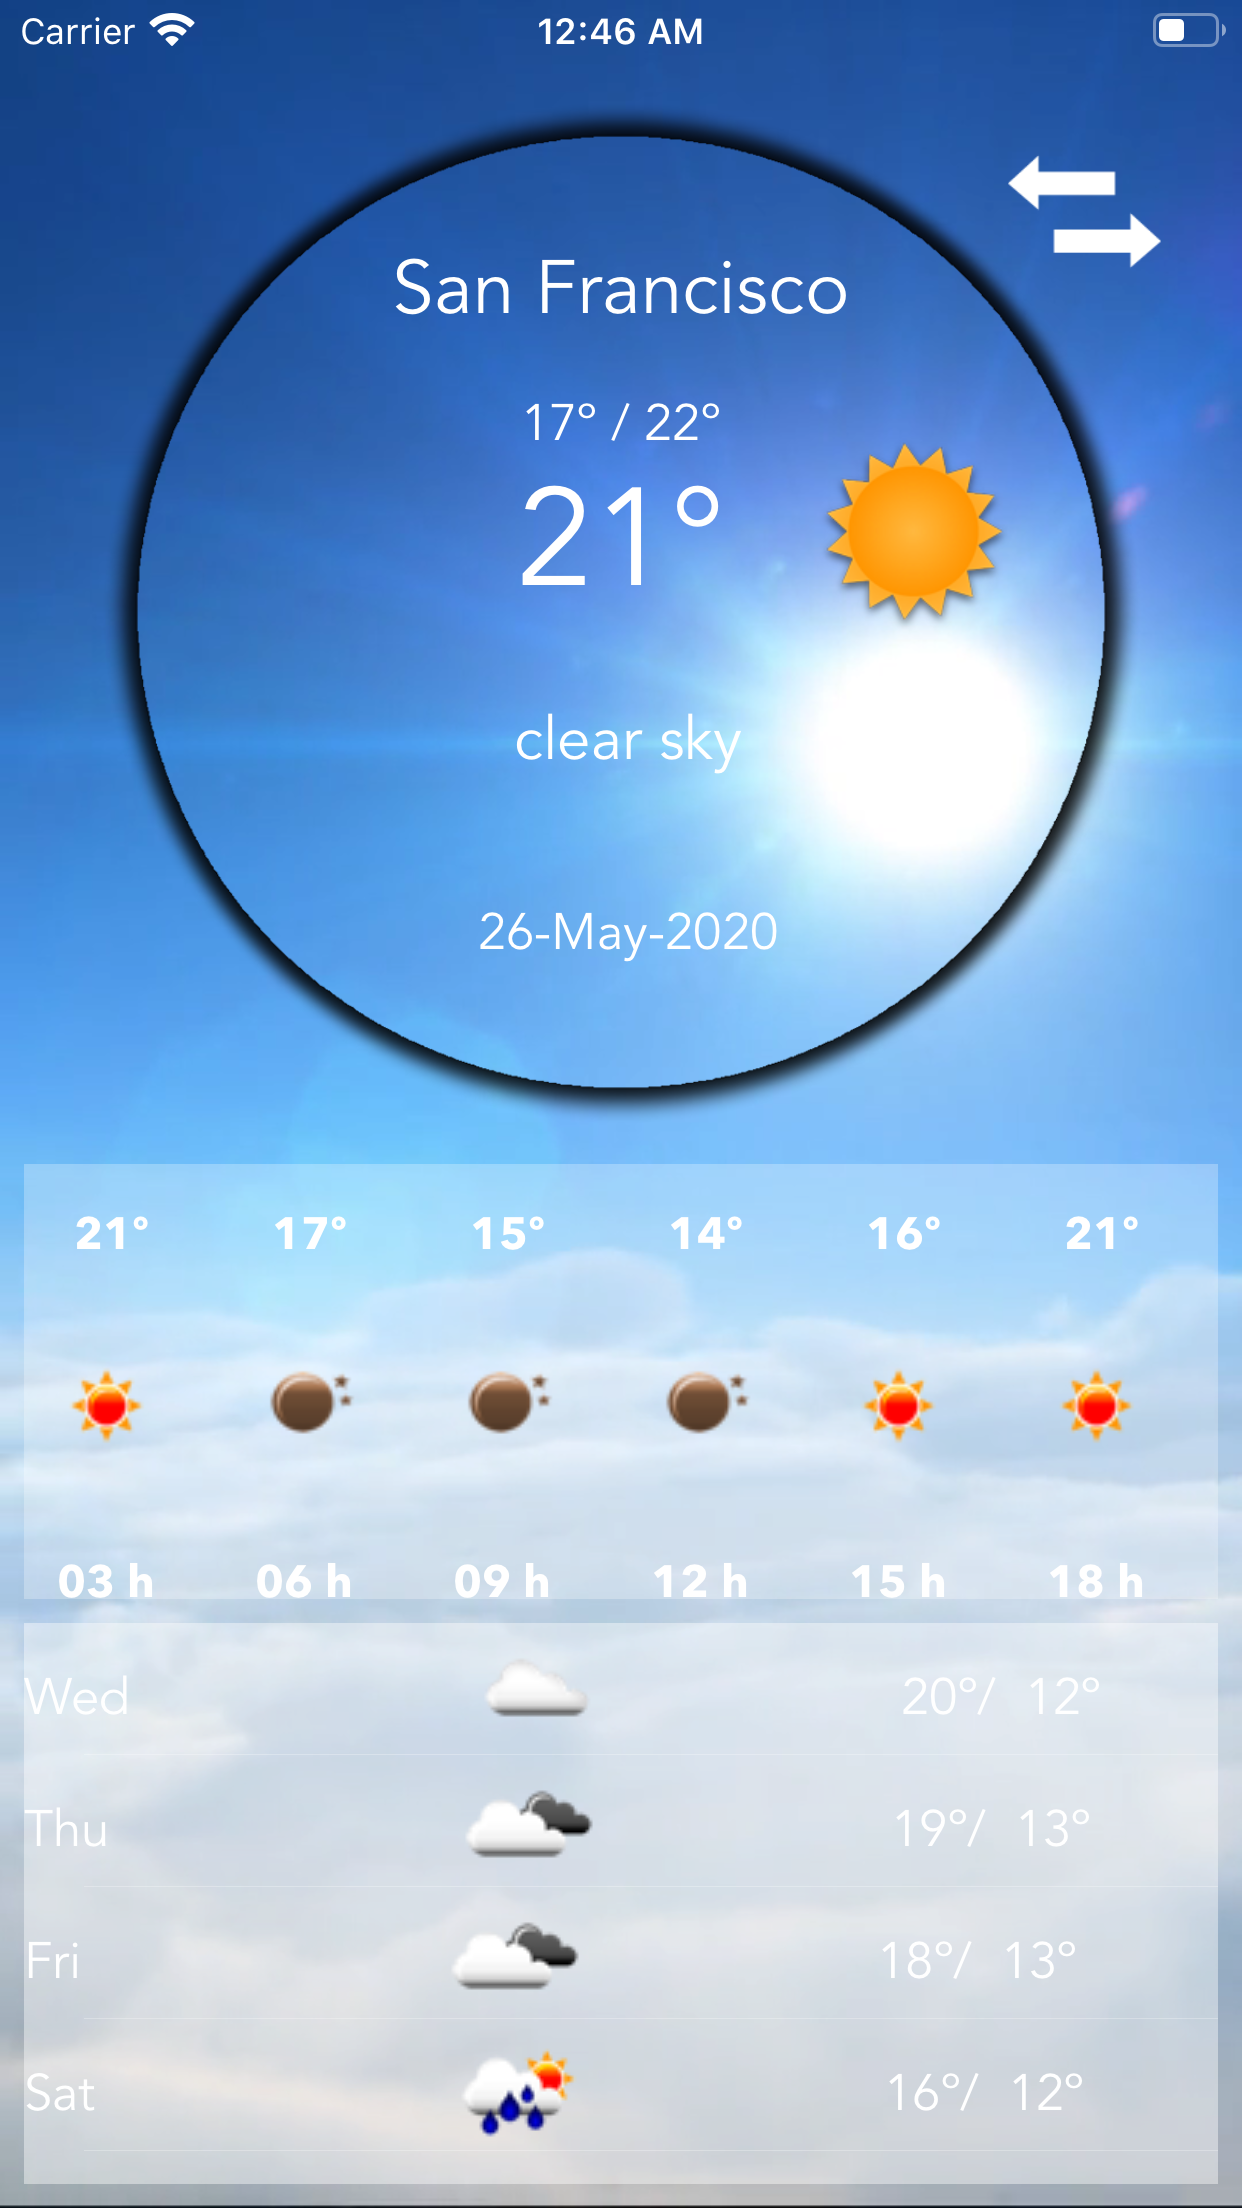 Carrier 12:46 AM
San Francisco
17° / 22°
21°
clear sky
26-May-2020
21° 17° 15° 14° 16° 21°
03 h 06 h 09 h 12 h 15 h 18 h
Wed 20°/ 12°
Thu 19°/ 13°
Fri 18°/ 13°
Sat 16°/ 12°